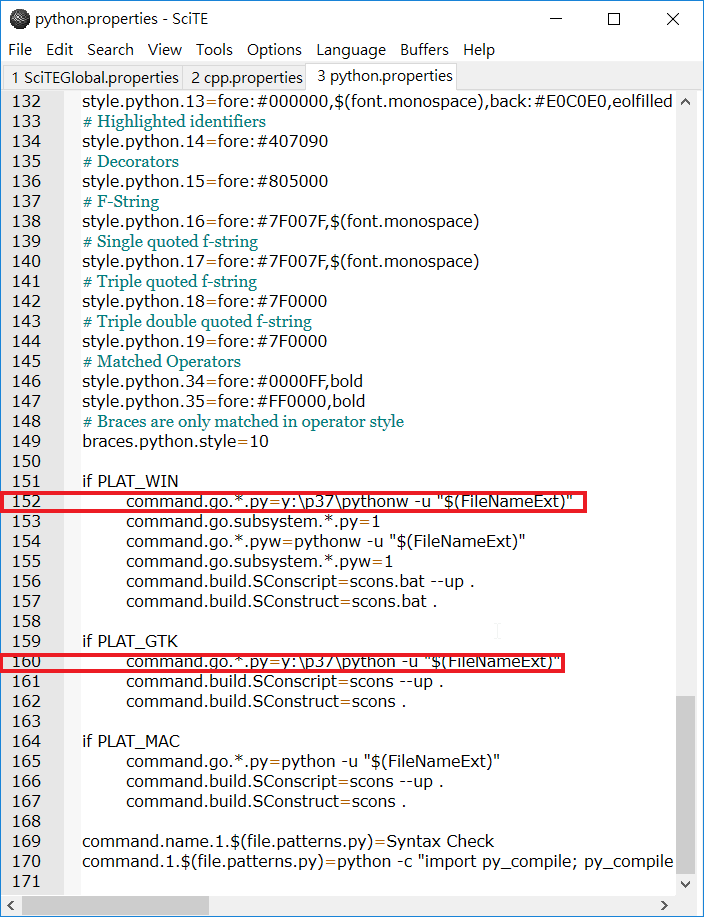 python.properties - SciTE
File Edit Search View Tools Options Language Buffers Help
1 SciTEGlobal.properties 2 cpp.properties 3 python.properties
132 style.python.13=fore:#000000,$(font.monospace),back:#E0C0E0,eolfilled
133 # Highlighted identifiers
134 style.python.14=fore:#407090
135 # Decorators
136 style.python.15=fore:#805000
137 # F-String
138 style.python.16=fore:#7F007F,$(font.monospace)
139 # Single quoted f-string
140 style.python.17=fore:#7F007F,$(font.monospace)
141 # Triple quoted f-string
142 style.python.18=fore:#7F0000
143 # Triple double quoted f-string
144 style.python.19=fore:#7F0000
145 # Matched Operators
146 style.python.34=fore:#0000FF,bold
147 style.python.35=fore:#FF0000,bold
148 # Braces are only matched in operator style
149 braces.python.style=10
150
151 if PLAT_WIN
152 command.go.*.py=y:\p37\pythonw -u "$(FileNameExt)"
153 command.go.subsystem.*.py=1
154 command.go.*.pyw=pythonw -u "$(FileNameExt)"
155 command.go.subsystem.*.pyw=1
156 command.build.SConscript=scons.bat --up .
157 command.build.SConstruct=scons.bat .
158
159 if PLAT_GTK
160 command.go.*.py=y:\p37\python -u "$(FileNameExt)"
161 command.build.SConscript=scons --up .
162 command.build.SConstruct=scons .
163
164 if PLAT_MAC
165 command.go.*.py=python -u "$(FileNameExt)"
166 command.build.SConscript=scons --up .
167 command.build.SConstruct=scons .
168
169 command.name.1.$(file.patterns.py)=Syntax Check
170 command.1.$(file.patterns.py)=python -c "import py_compile; py_compile
171